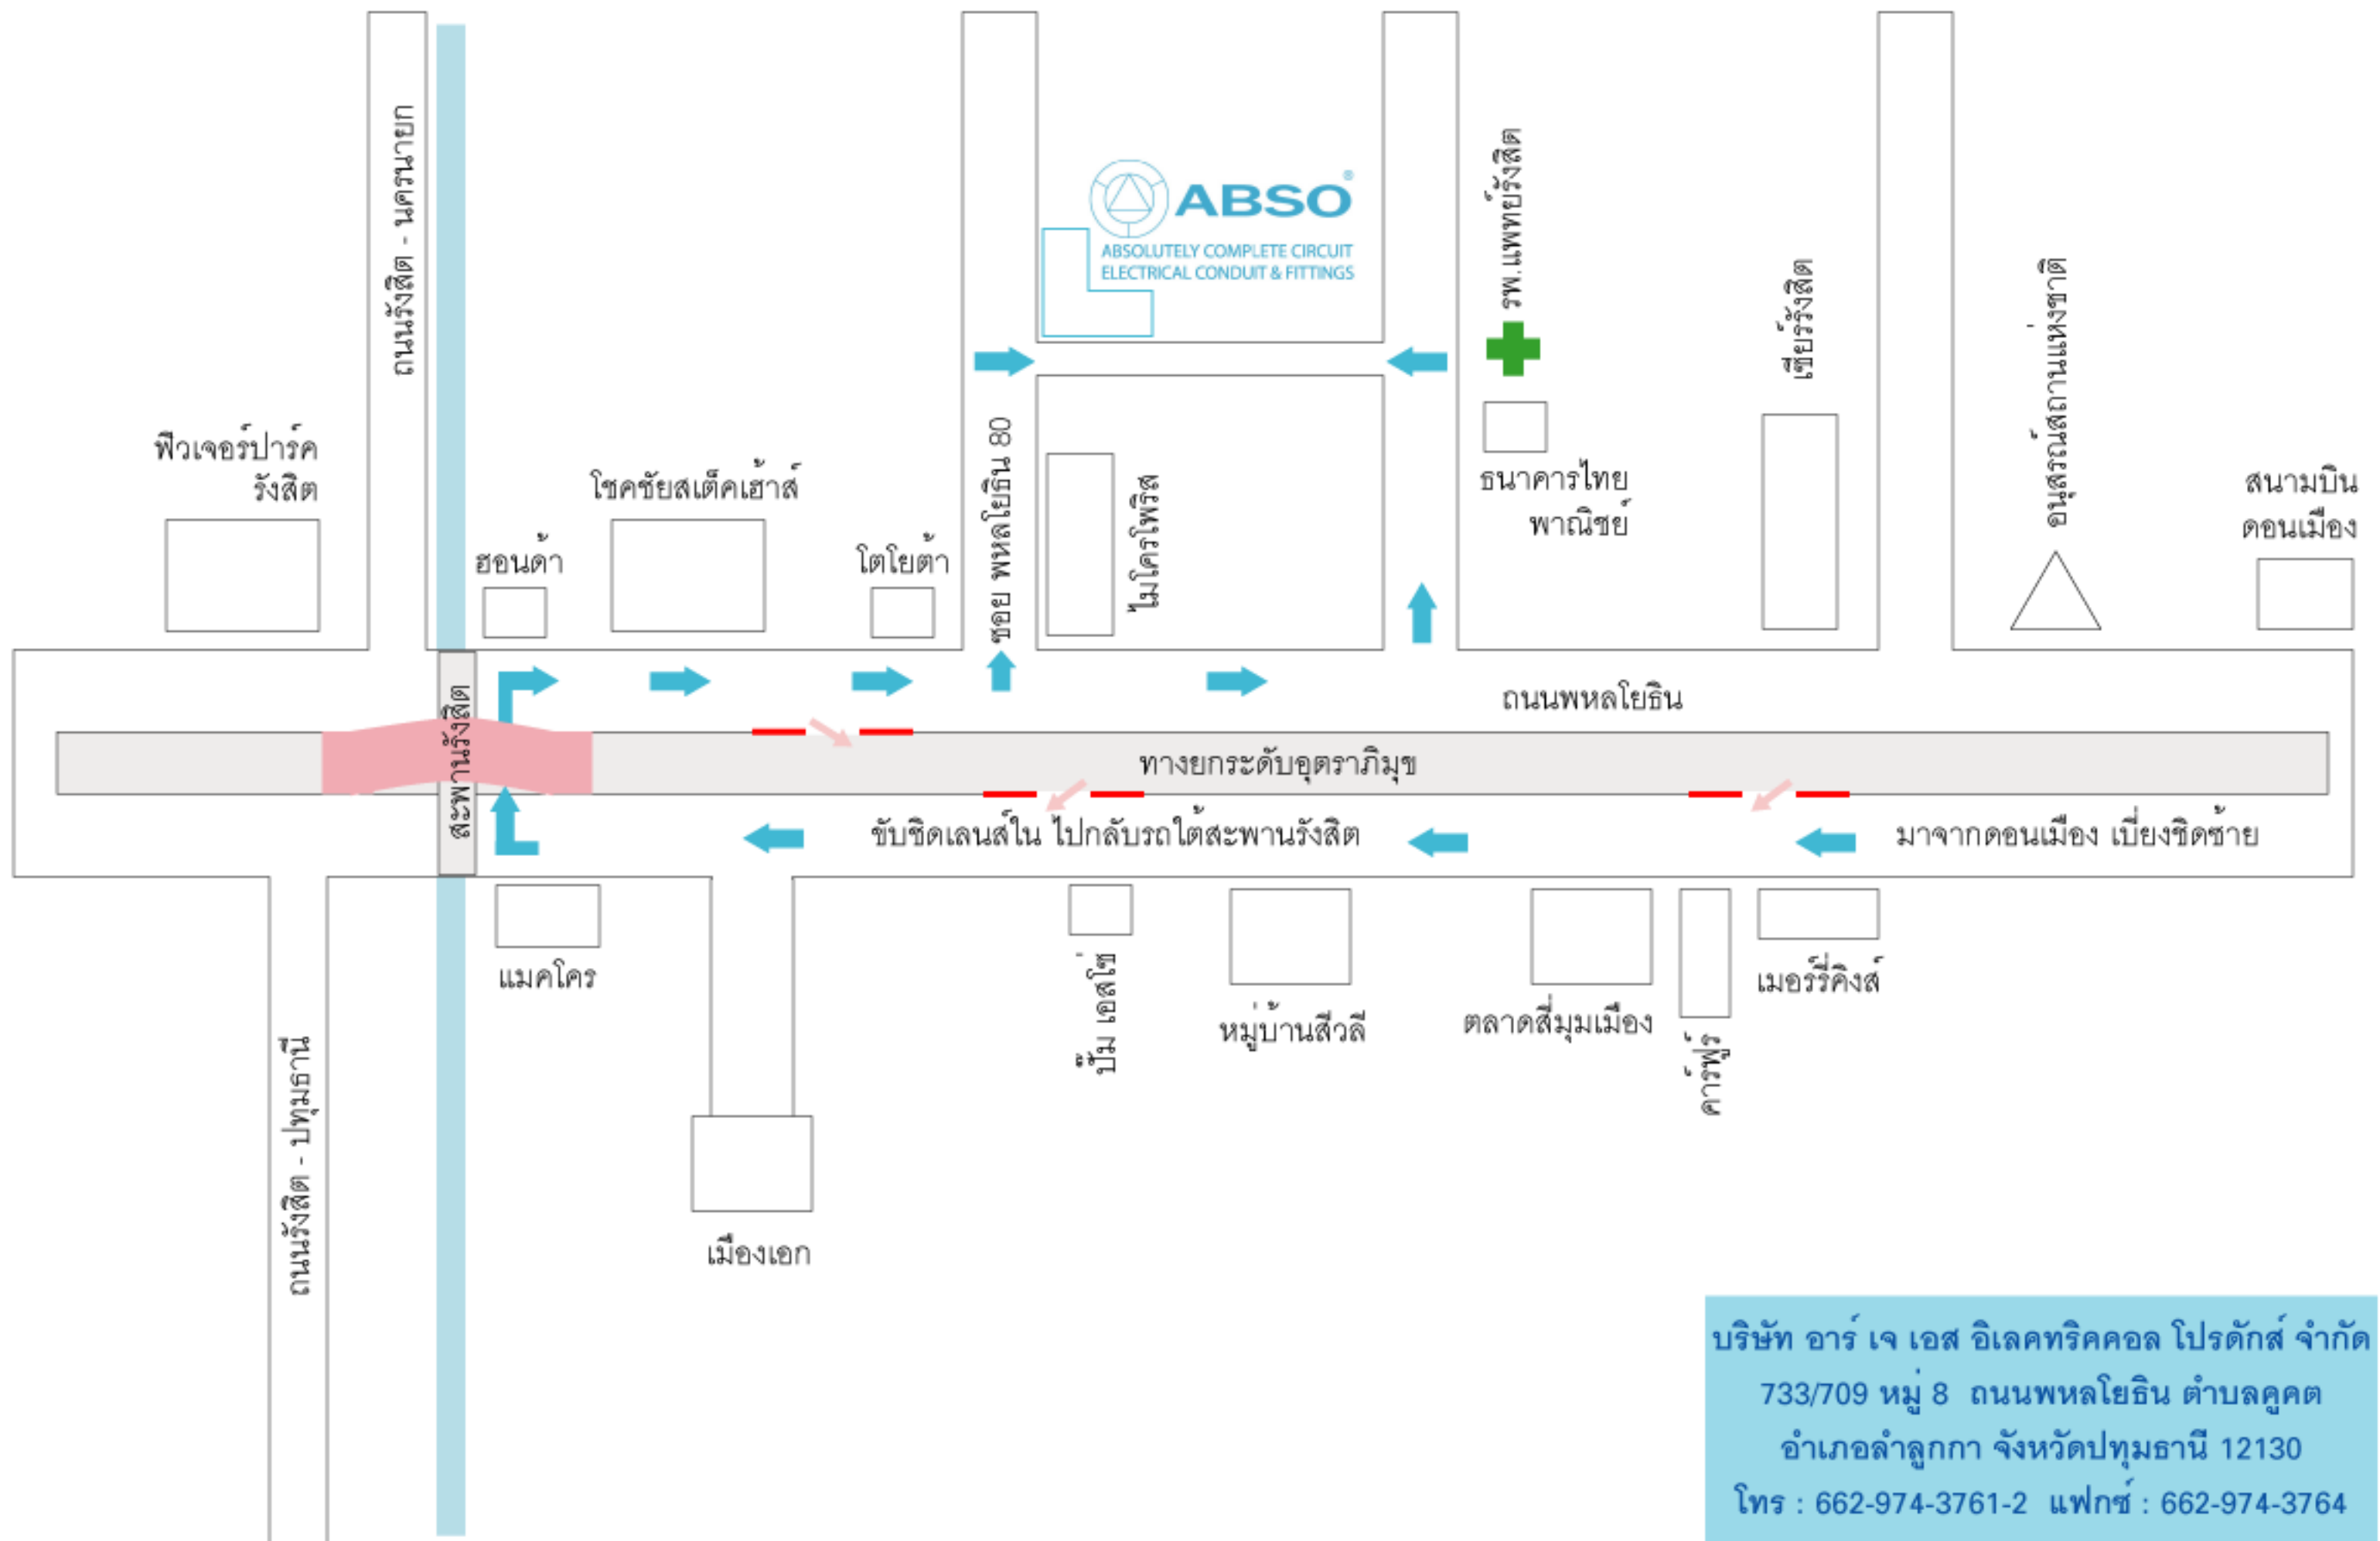 ถนนรังสิต - นครนายก
ABSO®
ABSOLUTELY COMPLETE CIRCUIT
ELECTRICAL CONDUIT & FITTINGS
รพ.แพทย์รังสิต
เซียร์รังสิต
อนุสรณ์สถานแห่งชาติ
ฟิวเจอร์ปาร์ค
รังสิต
โชคชัยสเต็คเฮ้าส์
ซอย พหลโยธิน 80
ไมโครโพริส
ธนาคารไทย
พาณิชย์
สนามบิน
ดอนเมือง
ฮอนด้า
โตโยต้า
ถนนพหลโยธิน
สะพานรังสิต
ทางยกระดับอุตราภิมุข
ขับชิดเลนส์ใน ไปกลับรถใต้สะพานรังสิต
มาจากดอนเมือง เบี่ยงชิดซ้าย
แมคโคร
ปั๊ม เอสโซ่
หมู่บ้านสีวลี
ตลาดสี่มุมเมือง
คาร์ฟูร์
เมอร์รี่คิงส์
ถนนรังสิต - ปทุมธานี
เมืองเอก
บริษัท อาร์ เจ เอส อิเลคทริคคอล โปรดักส์ จำกัด
733/709 หมู่ 8 ถนนพหลโยธิน ตำบลคูคต
อำเภอลำลูกกา จังหวัดปทุมธานี 12130
โทร : 662-974-3761-2 แฟกซ์ : 662-974-3764